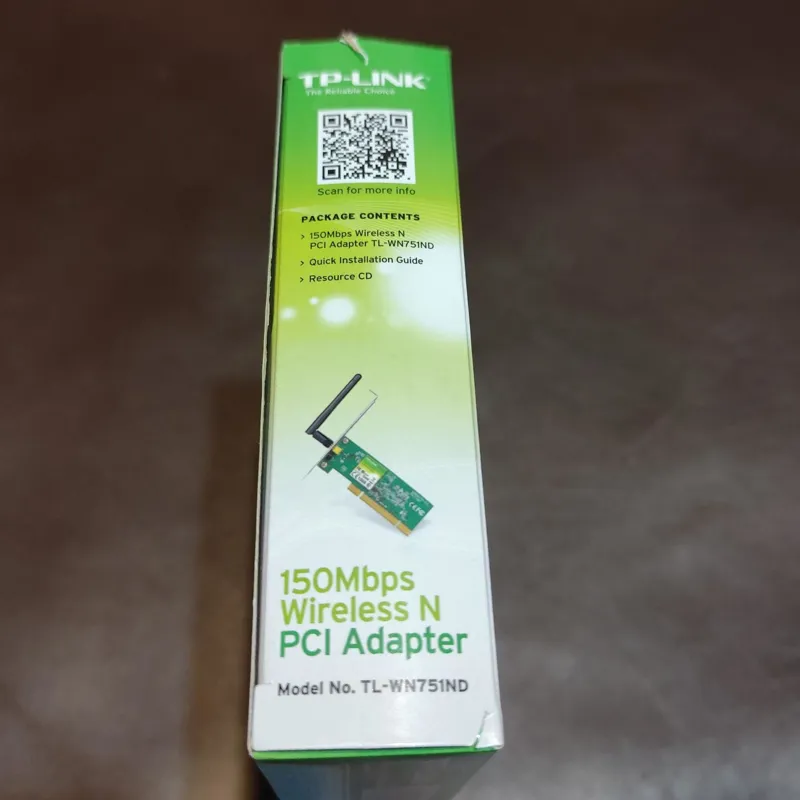 TP-LINK
The Reliable Choice
Scan for more info
PACKAGE CONTENTS
› 150Mbps Wireless N
PCI Adapter TL-WN751ND
› Quick Installation Guide
› Resource CD
150Mbps
Wireless N
PCI Adapter
Model No. TL-WN751ND